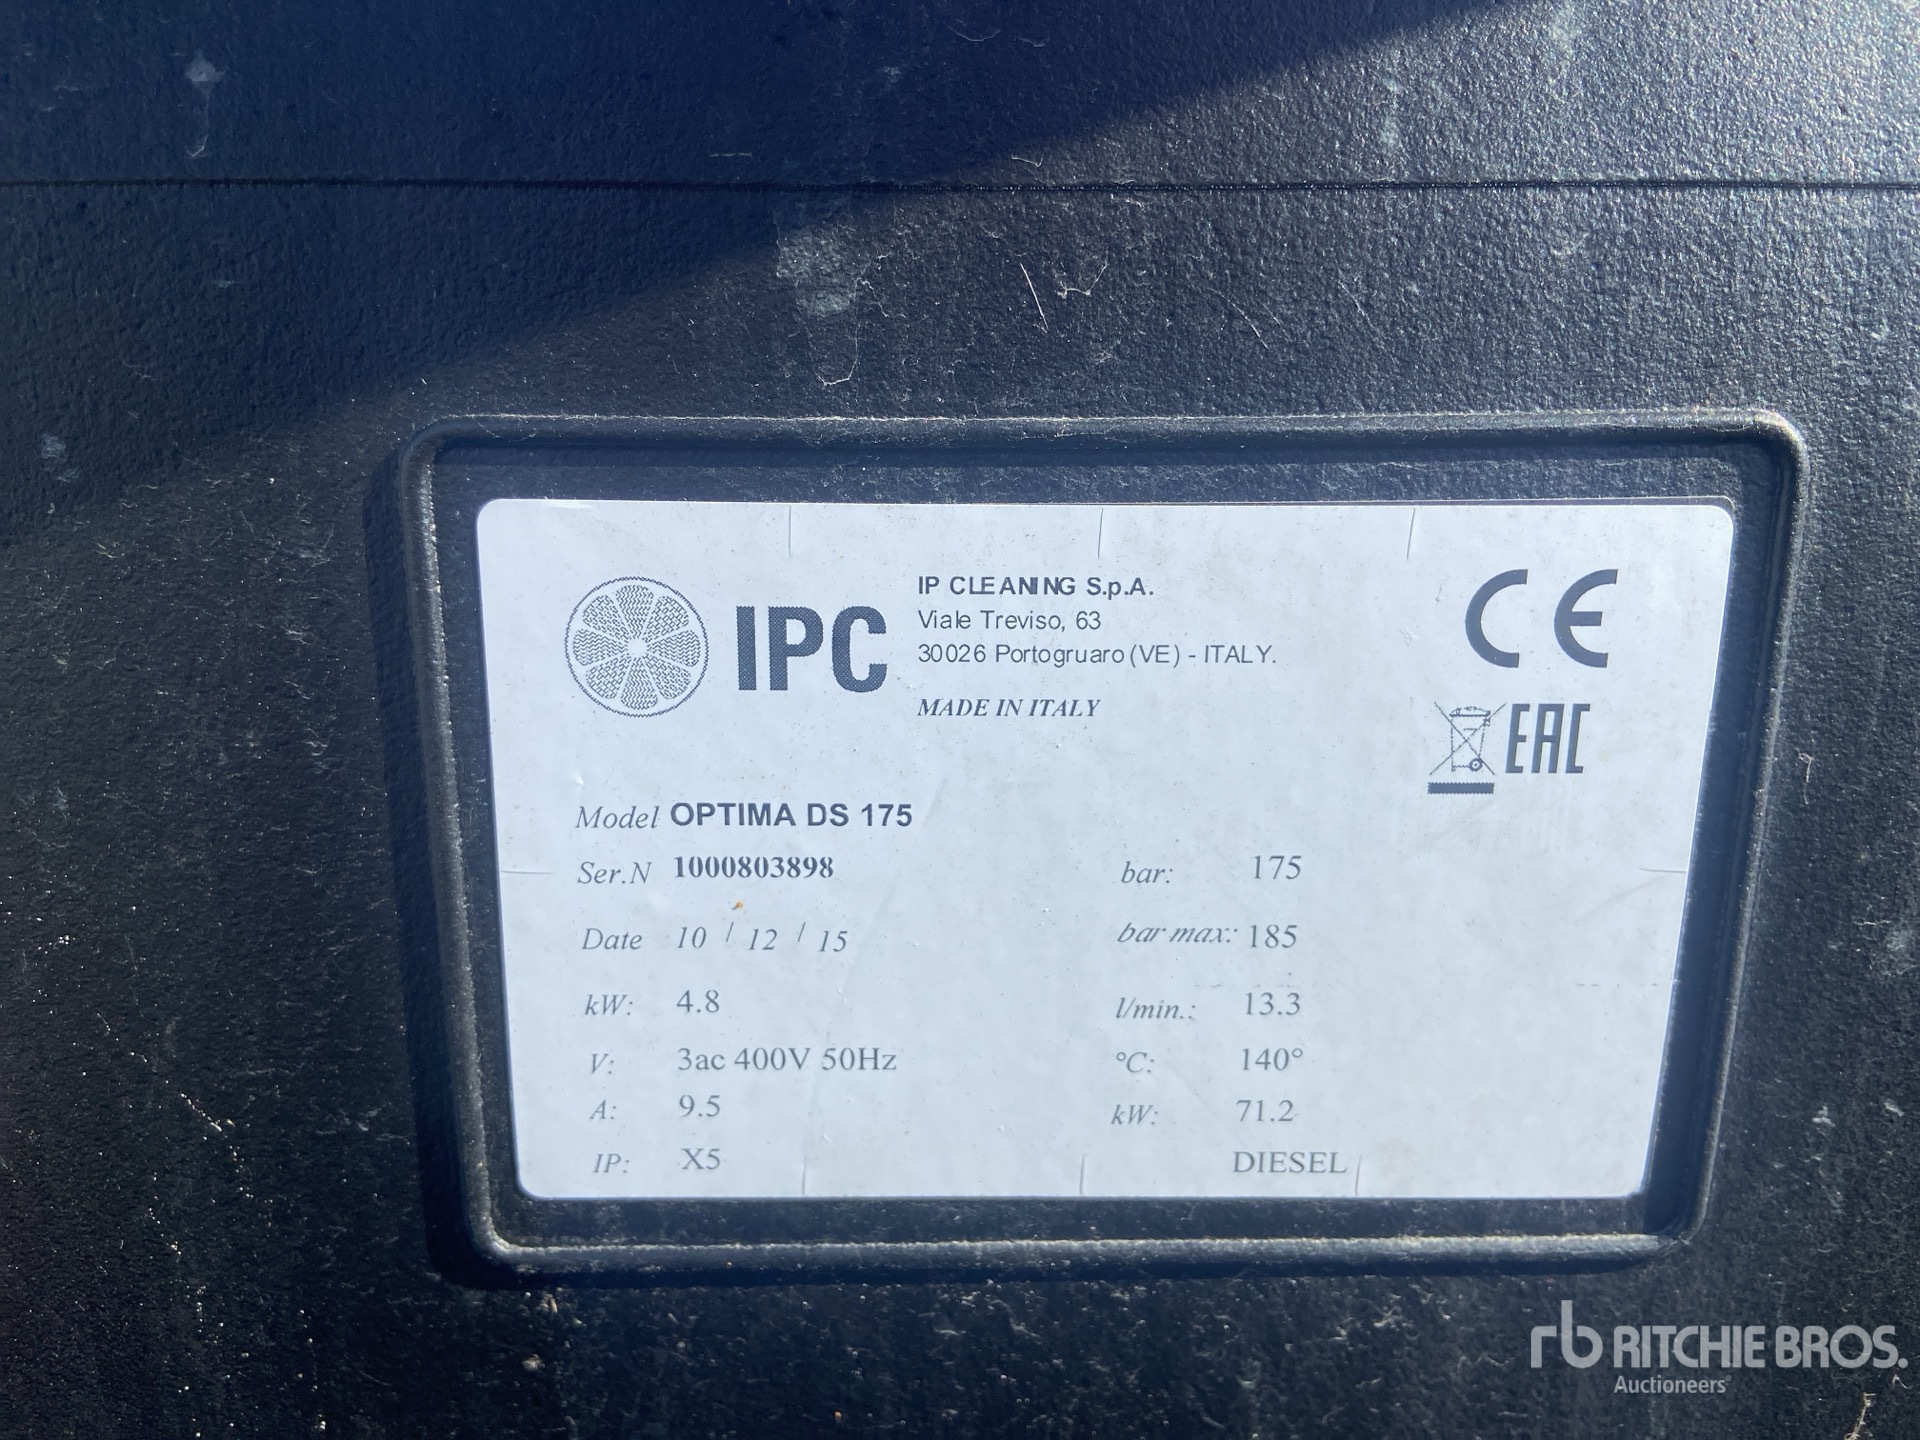 IPC
IP CLEANING S.p.A.
Viale Treviso, 63
30026 Portogruaro (VE) - ITALY.
MADE IN ITALY
CE
EAC
Model OPTIMA DS 175
Ser.N 1000803898
Date 10 / 12 / 15
kW: 4.8
V: 3ac 400V 50Hz
A: 9.5
IP: X5
bar: 175
bar max: 185
l/min.: 13.3
°C: 140°
kW: 71.2
DIESEL
rb RITCHIE BROS.
Auctioneers